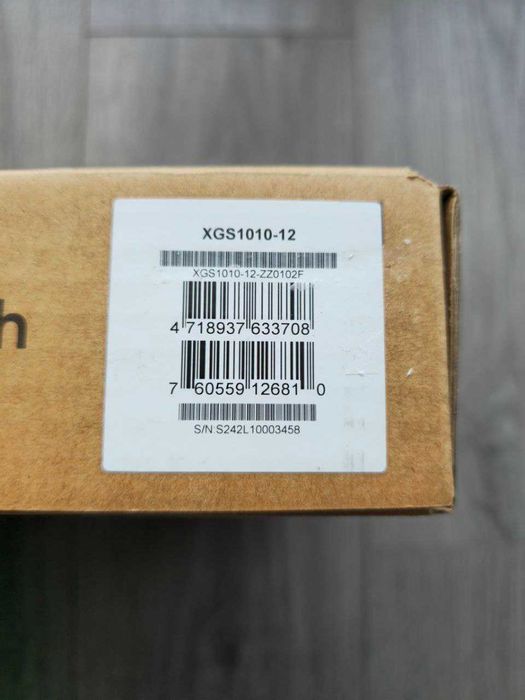 XGS1010-12
XGS1010-12-ZZ0102F
h
4 718937 633708
7 60559 12681 0
S/N:S242L10003458